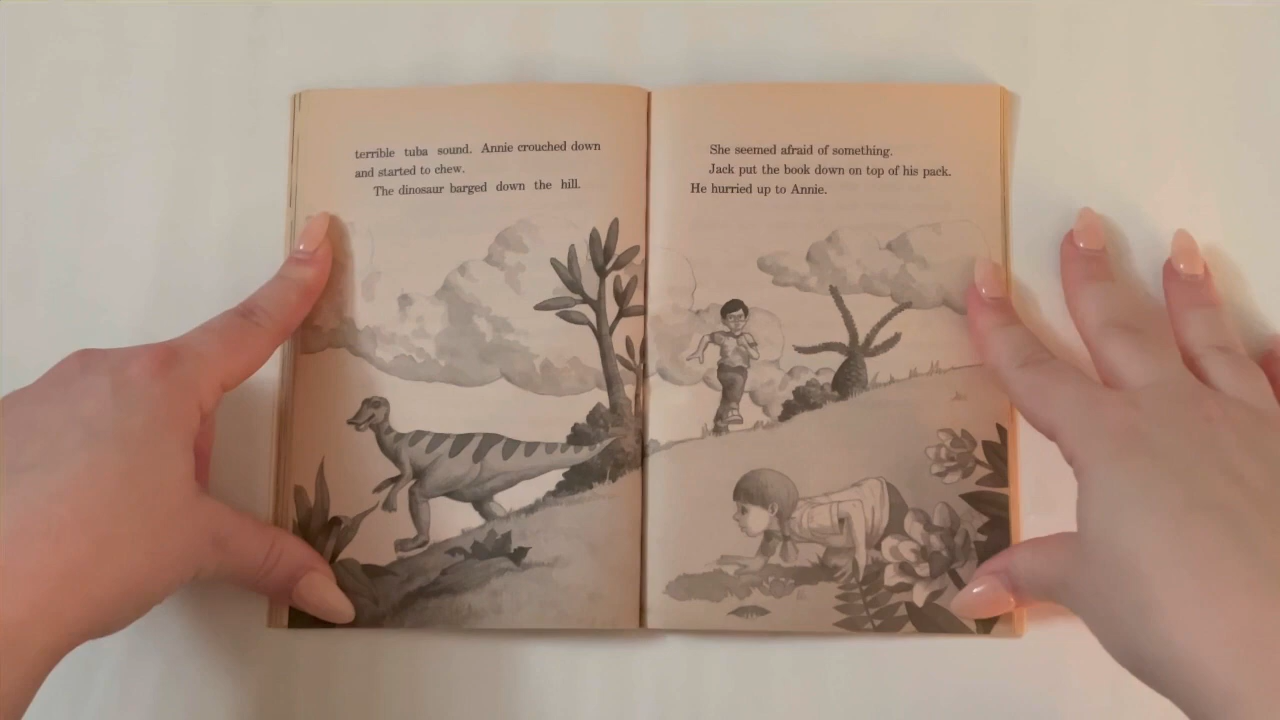 terrible tuba sound. Annie crouched down
and started to chew.
The dinosaur barged down the hill.
She seemed afraid of something.
Jack put the book down on top of his pack.
He hurried up to Annie.